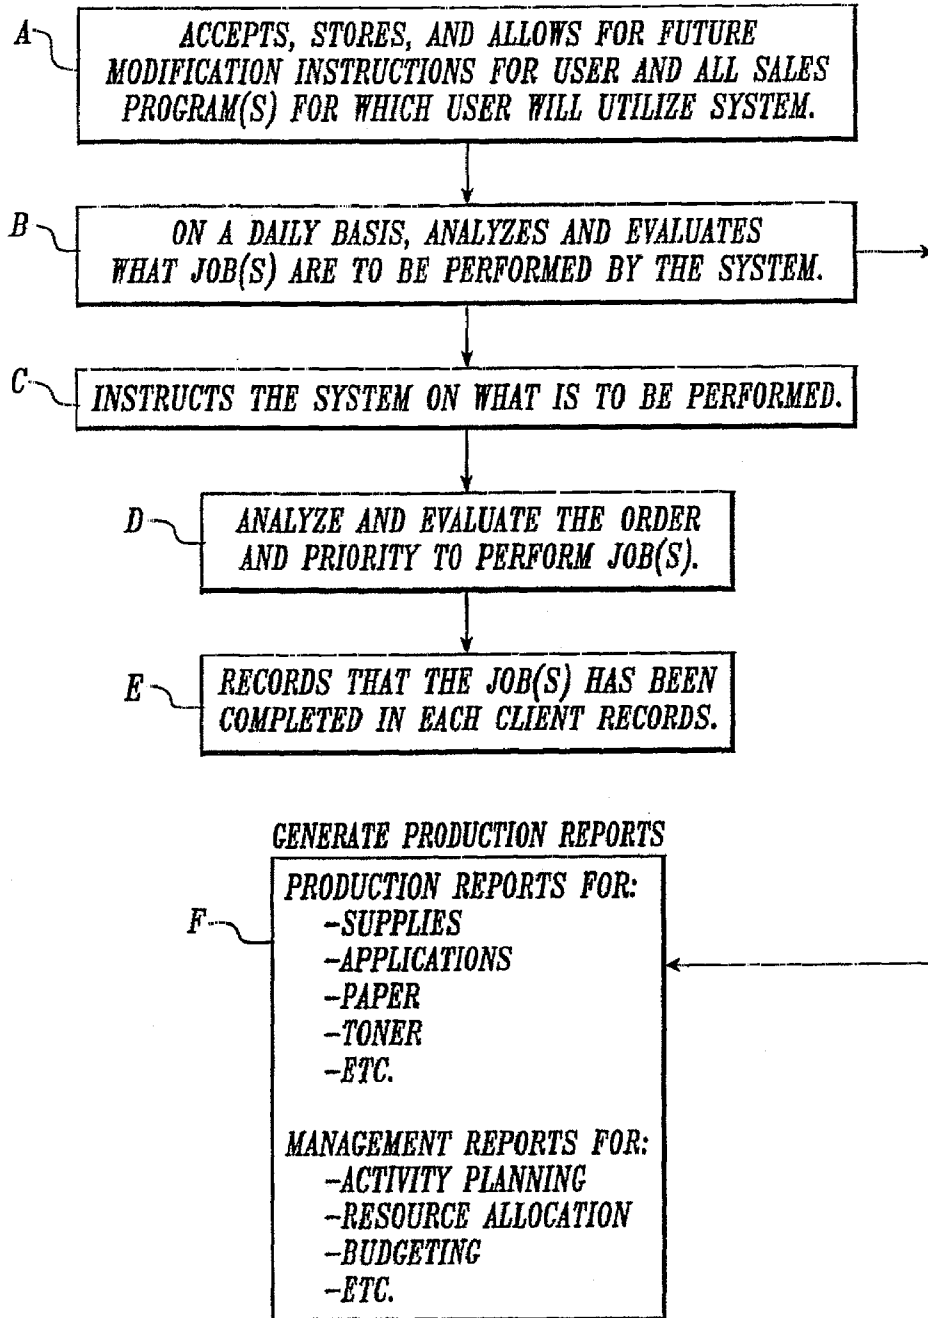 A
ACCEPTS, STORES, AND ALLOWS FOR FUTURE
MODIFICATION INSTRUCTIONS FOR USER AND ALL SALES
PROGRAM(S) FOR WHICH USER WILL UTILIZE SYSTEM.
B
ON A DAILY BASIS, ANALYZES AND EVALUATES
WHAT JOB(S) ARE TO BE PERFORMED BY THE SYSTEM.
C
INSTRUCTS THE SYSTEM ON WHAT IS TO BE PERFORMED.
D
ANALYZE AND EVALUATE THE ORDER
AND PRIORITY TO PERFORM JOB(S).
E
RECORDS THAT THE JOB(S) HAS BEEN
COMPLETED IN EACH CLIENT RECORDS.
GENERATE PRODUCTION REPORTS
F
PRODUCTION REPORTS FOR:
-SUPPLIES
-APPLICATIONS
-PAPER
-TONER
-ETC.
MANAGEMENT REPORTS FOR:
-ACTIVITY PLANNING
-RESOURCE ALLOCATION
-BUDGETING
-ETC.